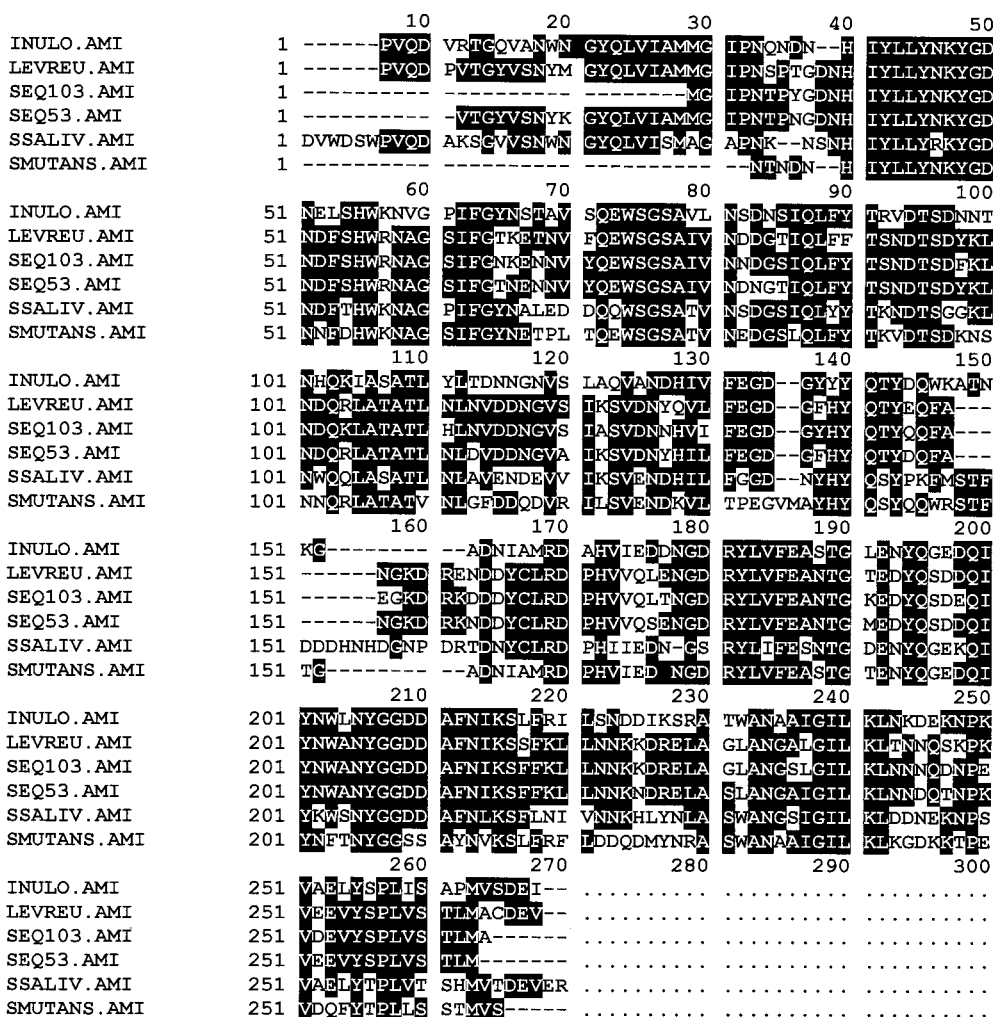 10 20 30 40 50
INULO.AMI 1 ------PVQD VRTGQVANWN GYQLVIAMMG IPNQNDN--H IYLLYNKYGD
LEVREU.AMI 1 ------PVQD PVTGYVSNYM GYQLVIAMMG IPNSPTGDNH IYLLYNKYGD
SEQ103.AMI 1 ---------- ---------- --------MG IPNTPYGDNH IYLLYNKYGD
SEQ53.AMI 1 ---------- --VTGYVSNYK GYQLVIAMMG IPNTPNGDNH IYLLYNKYGD
SSALIV.AMI 1 DVWDSWPVQD AKSGVVSNWN GYQLVISMAG APNK--NSNH IYLLYRKYGD
SMUTANS.AMI 1 ---------- ---------- ---------- --NTNDN--H IYLLYNKYGD
60 70 80 90 100
INULO.AMI 51 NELSHWKNVG PIFGYNSTAV SQEWSGSAVL NSDNSIQLFY TRVDTSDNNT
LEVREU.AMI 51 NDFSHWRNAG SIFGTKETNV FQEWSGSAIV NDDGTIQLFF TSNDTSDYKL
SEQ103.AMI 51 NDFSHWRNAG SIFGNKENNV YQEWSGSAIV NNDGSIQLFY TSNDTSDFKL
SEQ53.AMI 51 NDFSHWRNAG SIFGTNENNV YQEWSGSAIV NDNGTIQLFY TSNDTSDYKL
SSALIV.AMI 51 NDFTHWKNAG PIFGYNALED DQQWSGSATV NSDGSIQLYY TKNDTSGGKL
SMUTANS.AMI 51 NNFDHWKNAG SIFGYNETPL TQEWSGSATV NEDGSLQLFY TKVDTSDKNS
110 120 130 140 150
INULO.AMI 101 NHQKIASATL YLTDNNGNVS LAQVANDHIV FEGD--GYYY QTYDQWKATN
LEVREU.AMI 101 NDQRLATATL NLNVDDNGVS IKSVDNYQVL FEGD--GFHY QTYEQFA---
SEQ103.AMI 101 NDQKLATATL HLNVDDNGVS IASVDNNHVI FEGD--GYHY QTYQQFA---
SEQ53.AMI 101 NDQRLATATL NLDVDDNGVA IKSVDNYHIL FEGD--GFHY QTYDQFA---
SSALIV.AMI 101 NWQQLASATL NLAVENDEVV IKSVENDHIL FGGD--NYHY QSYPKFMSTF
SMUTANS.AMI 101 NNQRLATATV NLGFDDQDVR ILSVENDKVL TPEGVMAYHY QSYQQWRSTF
160 170 180 190 200
INULO.AMI 151 KG-------- -ADNIAMRD AHVIEDDNGD RYLVFEASTG LENYQGEDQI
LEVREU.AMI 151 ------NGKD RENDDYCLRD PHVVQLENGD RYLVFEANTG TEDYQSDDQI
SEQ103.AMI 151 ------EGKD RKDDDYCLRD PHVVQLTNGD RYLVFEANTG KEDYQSDEQI
SEQ53.AMI 151 ------NGKD RKNDDYCLRD PHVVQSENGD RYLVFEANTG MEDYQSDDQI
SSALIV.AMI 151 DDDHNHDGNP DRTDNYCLRD PHIIEDN-GS RYLIFESNTG DENYQGEKQI
SMUTANS.AMI 151 TG-------- -ADNIAMRD PHVIED NGD RYLVFEASTG TENYQGEDQI
210 220 230 240 250
INULO.AMI 201 YNWLNYGGDD AFNIKSLFRI LSNDDIKSRA TWANAAIGIL KLNKDEKNPK
LEVREU.AMI 201 YNWANYGGDD AFNIKSSFKL LNNKKDRELA GLANGALGIL KLTNNQSKPK
SEQ103.AMI 201 YNWANYGGDD AFNIKSFFKL LNNKKDRELA GLANGSLGIL KLNNNQDNPE
SEQ53.AMI 201 YNWANYGGDD AFNIKSFFKL LNNKNDRELA SLANGAIGIL KLNNDQTNPK
SSALIV.AMI 201 YKWSNYGGDD AFNLKSFLNI VNNKHLYNLA SWANGSIGIL KLDDNEKNPS
SMUTANS.AMI 201 YNFTNYGGSS AYNVKSLFRF LDDQDMYNRA SWANAAIGIL KLKGDKKTPE
260 270 280 290 300
INULO.AMI 251 VAELYSPLIS APMVSDEI-- .......... .......... ..........
LEVREU.AMI 251 VEEVYSPLVS TLMACDEV-- .......... .......... ..........
SEQ103.AMI 251 VDEVYSPLVS TLMA------ .......... .......... ..........
SEQ53.AMI 251 VEEVYSPLVS TLM------- .......... .......... ..........
SSALIV.AMI 251 VAELYTPLVT SHMVTDEVER .......... .......... ..........
SMUTANS.AMI 251 VDQFYTPLLS STMVS----- .......... .......... ..........